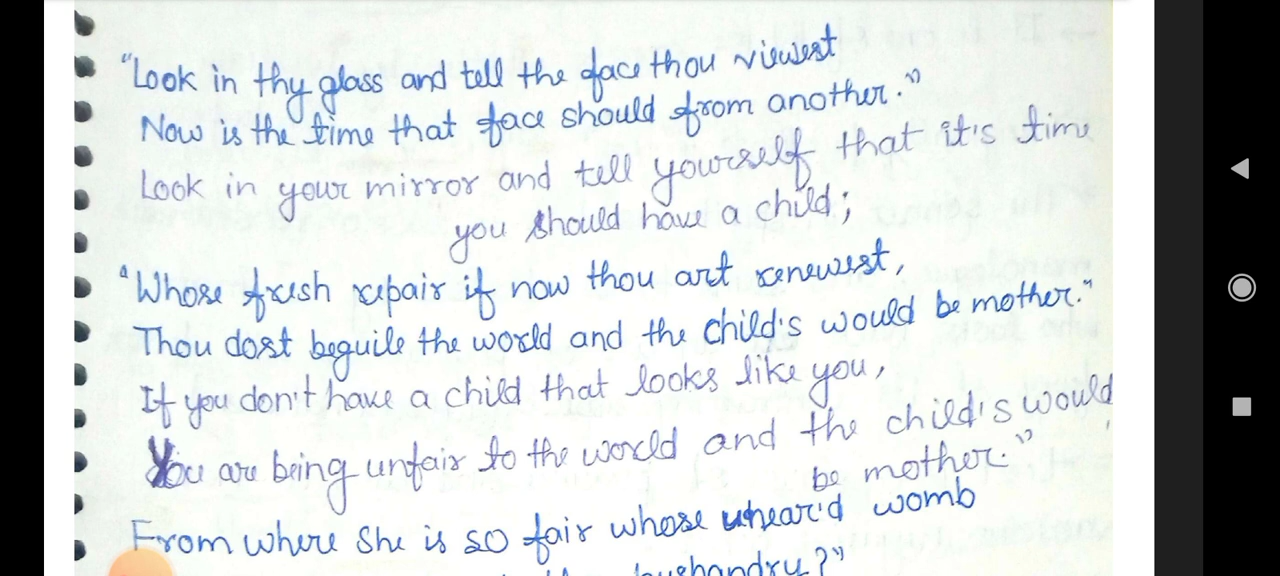 "Look in thy glass and tell the face thou viewest
Now is the time that face should from another."
Look in your mirror and tell yourself that it's time
you should have a child;
"Whose fresh repair if now thou art renewest,
Thou dost beguile the world and the child's would be mother."
If you don't have a child that looks like you,
You are being unfair to the world and the child's would
be mother."
From where She is so fair whose uhear'd womb
husbandry?"